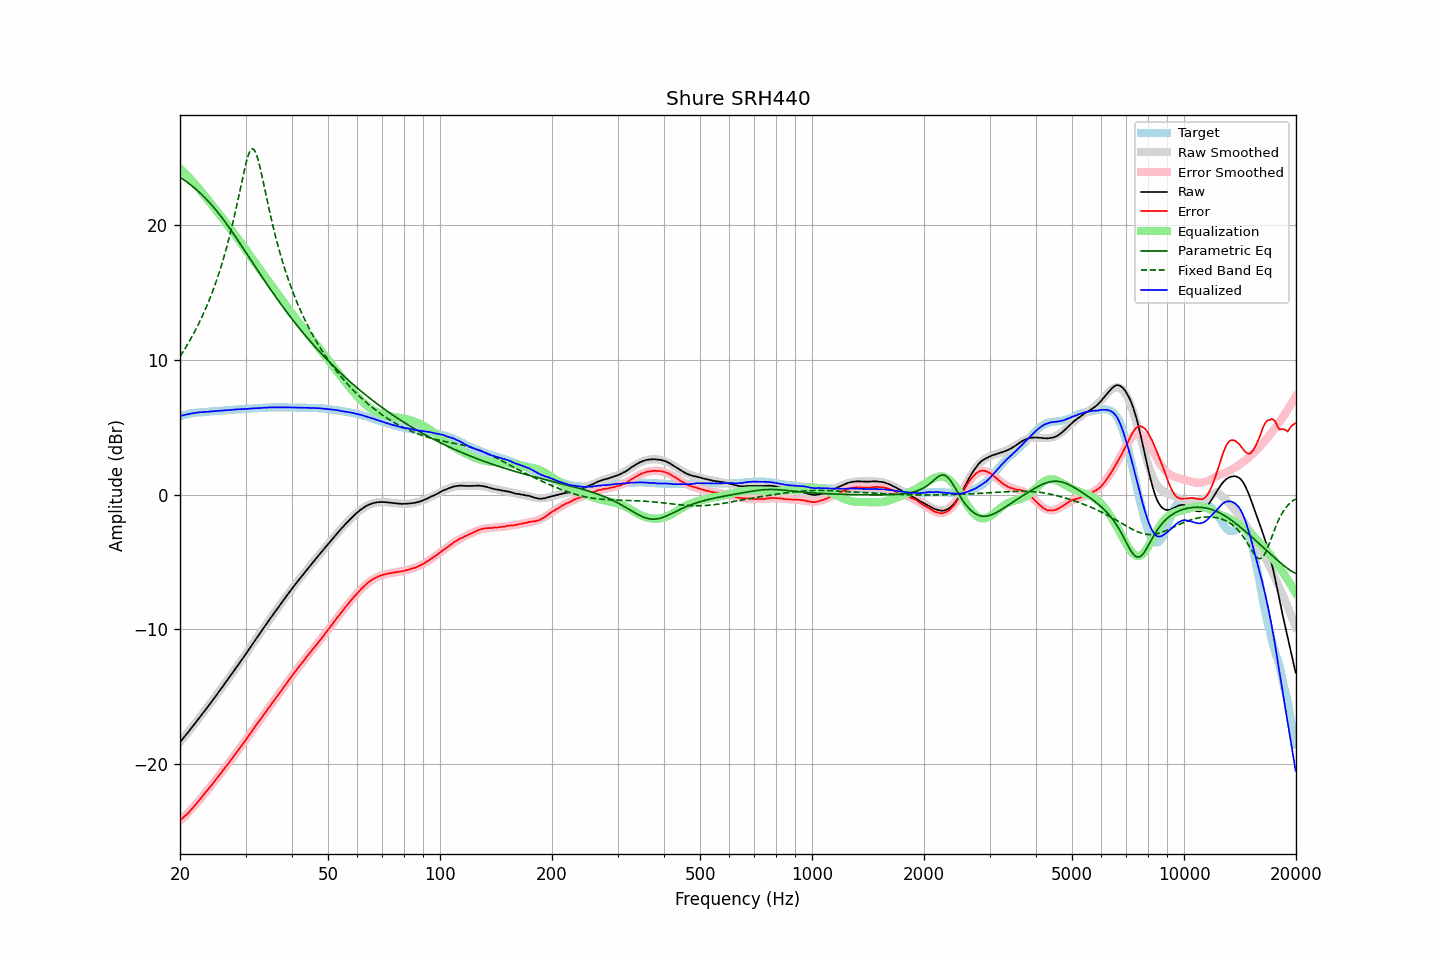 Shure SRH440
Target
Raw Smoothed
Error Smoothed
Raw
Error
Equalization
Parametric Eq
Fixed Band Eq
Equalized
20
10
0
−10
−20
Amplitude (dBr)
20 50 100 200 500 1000 2000 5000 10000 20000
Frequency (Hz)